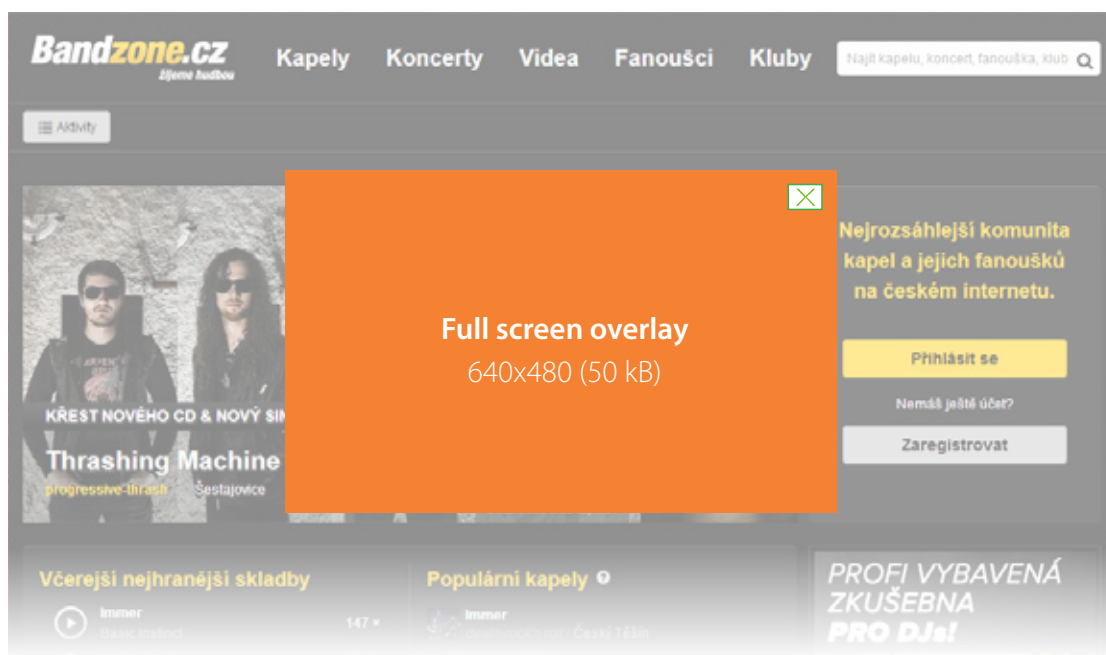 Bandzone.cz
žijeme hudbou
Kapely Koncerty Videa Fanoušci Kluby
Najít kapelu, koncert, fanouška, klub
Aktivity
Full screen overlay
640x480 (50 kB)
Nejrozsáhlejší komunita
kapel a jejich fanoušků
na českém internetu.
Přihlásit se
Nemáš ještě účet?
Zaregistrovat
KŘEST NOVÉHO CD & NOVÝ
Thrashing Machine
progressive-thrash Šestajovice
Včerejší nejhranější skladby
Immer
Basic Instinct
147 ×
Populární kapely
Immer
Český Těšín
PROFI VYBAVENÁ
ZKUŠEBNA
PRO DJs!